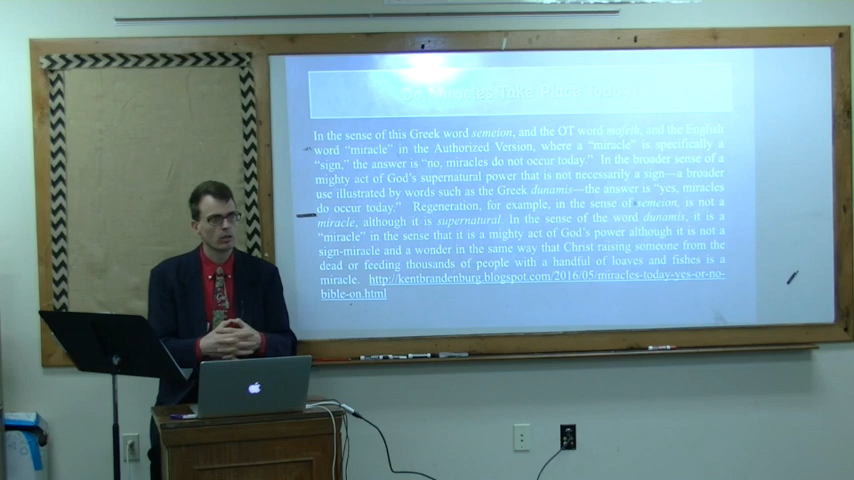 Do Miracles Take Place Today?
In the sense of this Greek word semeion, and the OT word mofeth, and the English
word “miracle” in the Authorized Version, where a “miracle” is specifically a
“sign,” the answer is “no, miracles do not occur today.” In the broader sense of a
mighty act of God’s supernatural power that is not necessarily a sign—a broader
use illustrated by words such as the Greek dunamis—the answer is “yes, miracles
do occur today.” Regeneration, for example, in the sense of semeion, is not a
miracle, although it is supernatural. In the sense of the word dunamis, it is a
“miracle” in the sense that it is a mighty act of God’s power although it is not a
sign-miracle and a wonder in the same way that Christ raising someone from the
dead or feeding thousands of people with a handful of loaves and fishes is a
miracle. http://kentbrandenburg.blogspot.com/2016/05/miracles-today-yes-or-no-
bible-on.html